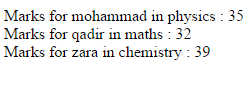 Marks for mohammad in physics : 35
Marks for qadir in maths : 32
Marks for zara in chemistry : 39